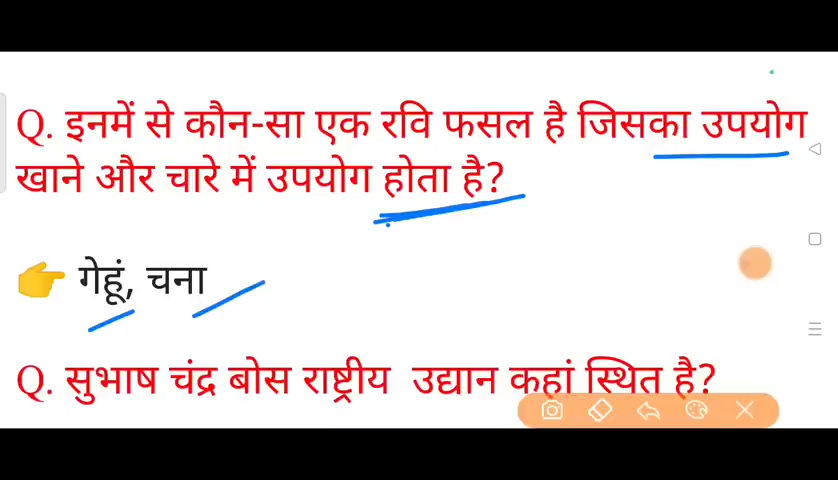 Q. इनमें से कौन-सा एक रवि फसल है जिसका उपयोग
खाने और चारे में उपयोग होता है?
👉 गेहूं, चना
Q. सुभाष चंद्र बोस राष्ट्रीय उद्यान कहां स्थित है?